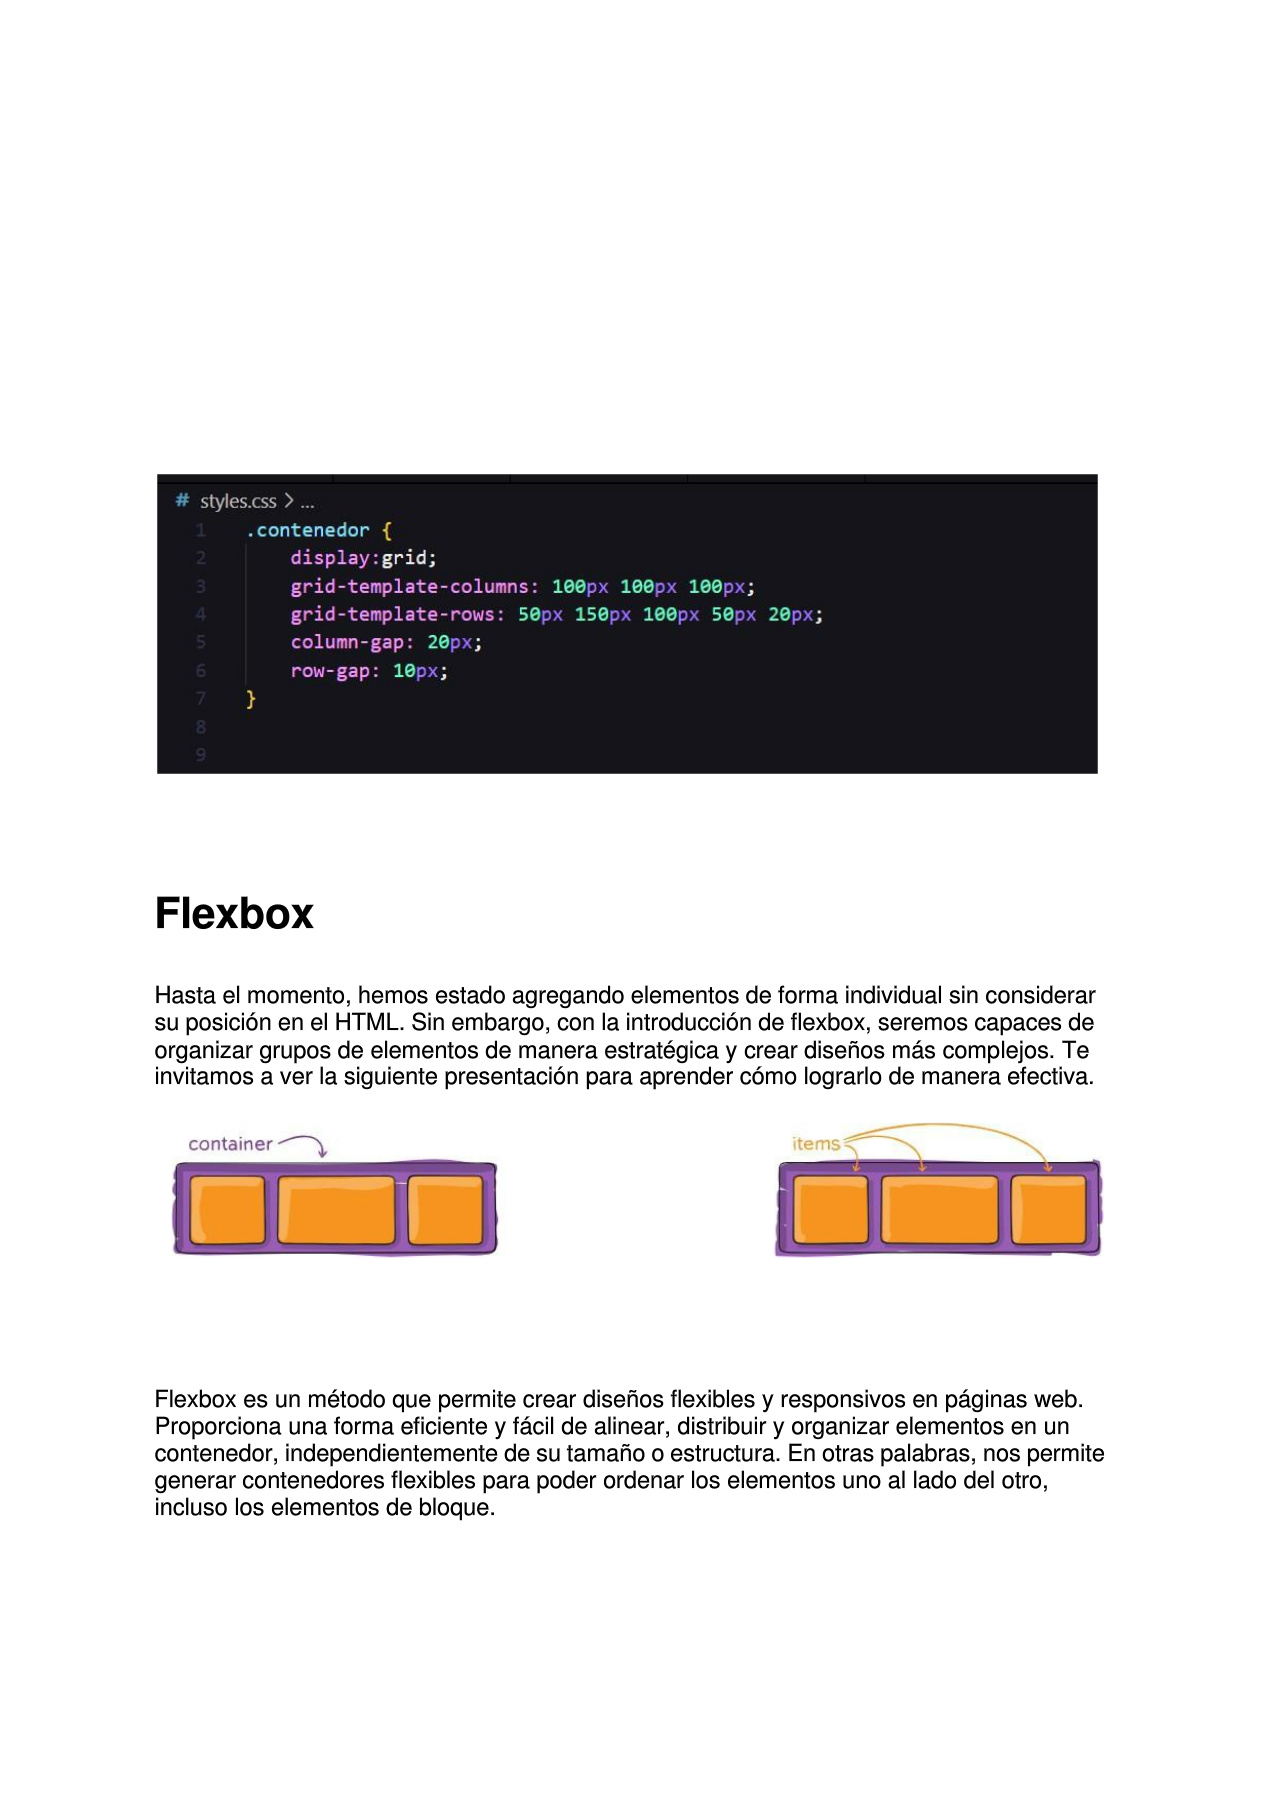 # styles.css > ...
1 .contenedor {
2 display:grid;
3 grid-template-columns: 100px 100px 100px;
4 grid-template-rows: 50px 150px 100px 50px 20px;
5 column-gap: 20px;
6 row-gap: 10px;
7 }
8
9
Flexbox
Hasta el momento, hemos estado agregando elementos de forma individual sin considerar
su posición en el HTML. Sin embargo, con la introducción de flexbox, seremos capaces de
organizar grupos de elementos de manera estratégica y crear diseños más complejos. Te
invitamos a ver la siguiente presentación para aprender cómo lograrlo de manera efectiva.
container
items
Flexbox es un método que permite crear diseños flexibles y responsivos en páginas web.
Proporciona una forma eficiente y fácil de alinear, distribuir y organizar elementos en un
contenedor, independientemente de su tamaño o estructura. En otras palabras, nos permite
generar contenedores flexibles para poder ordenar los elementos uno al lado del otro,
incluso los elementos de bloque.